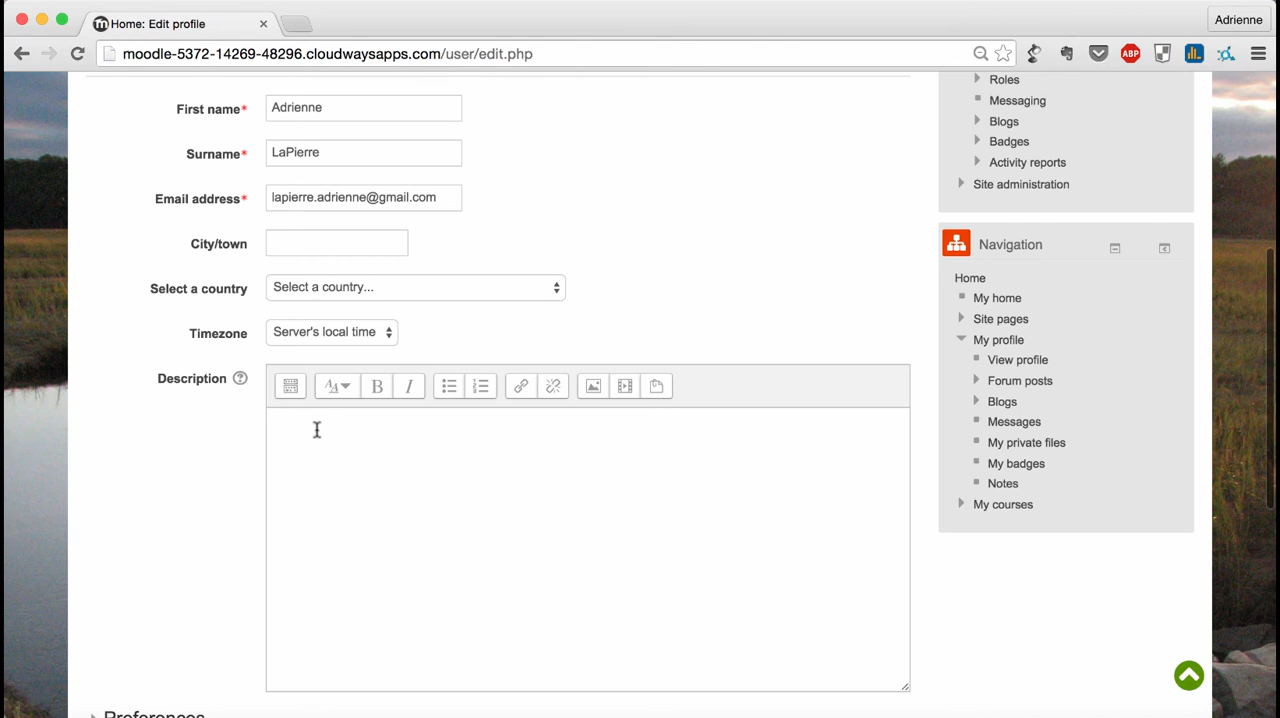 Home: Edit profile
Adrienne
moodle-5372-14269-48296.cloudwaysapps.com/user/edit.php
ABP
First name*
Adrienne
Surname*
LaPierre
Email address*
lapierre.adrienne@gmail.com
City/town
Select a country
Select a country...
Timezone
Server's local time
Description
Preferences
Roles
Messaging
Blogs
Badges
Activity reports
Site administration
Navigation
Home
My home
Site pages
My profile
View profile
Forum posts
Blogs
Messages
My private files
My badges
Notes
My courses